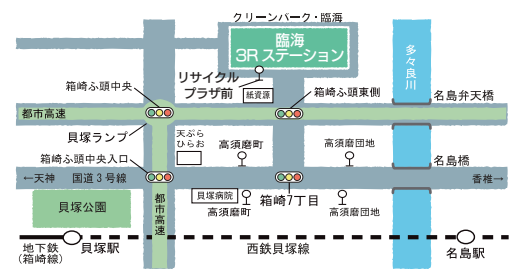 クリーンパーク・臨海
臨海
3Rステーション
リサイクル
プラザ前
紙資源
多々良川
箱崎ふ頭中央
箱崎ふ頭東側
名島弁天橋
都市高速
貝塚ランプ
天ぷら
ひらお
高須磨町
高須磨団地
箱崎ふ頭中央入口
名島橋
←天神
国道3号線
香椎→
貝塚病院
箱崎7丁目
高須磨町
高須磨団地
貝塚公園
都市高速
地下鉄
(箱崎線)
貝塚駅
西鉄貝塚線
名島駅